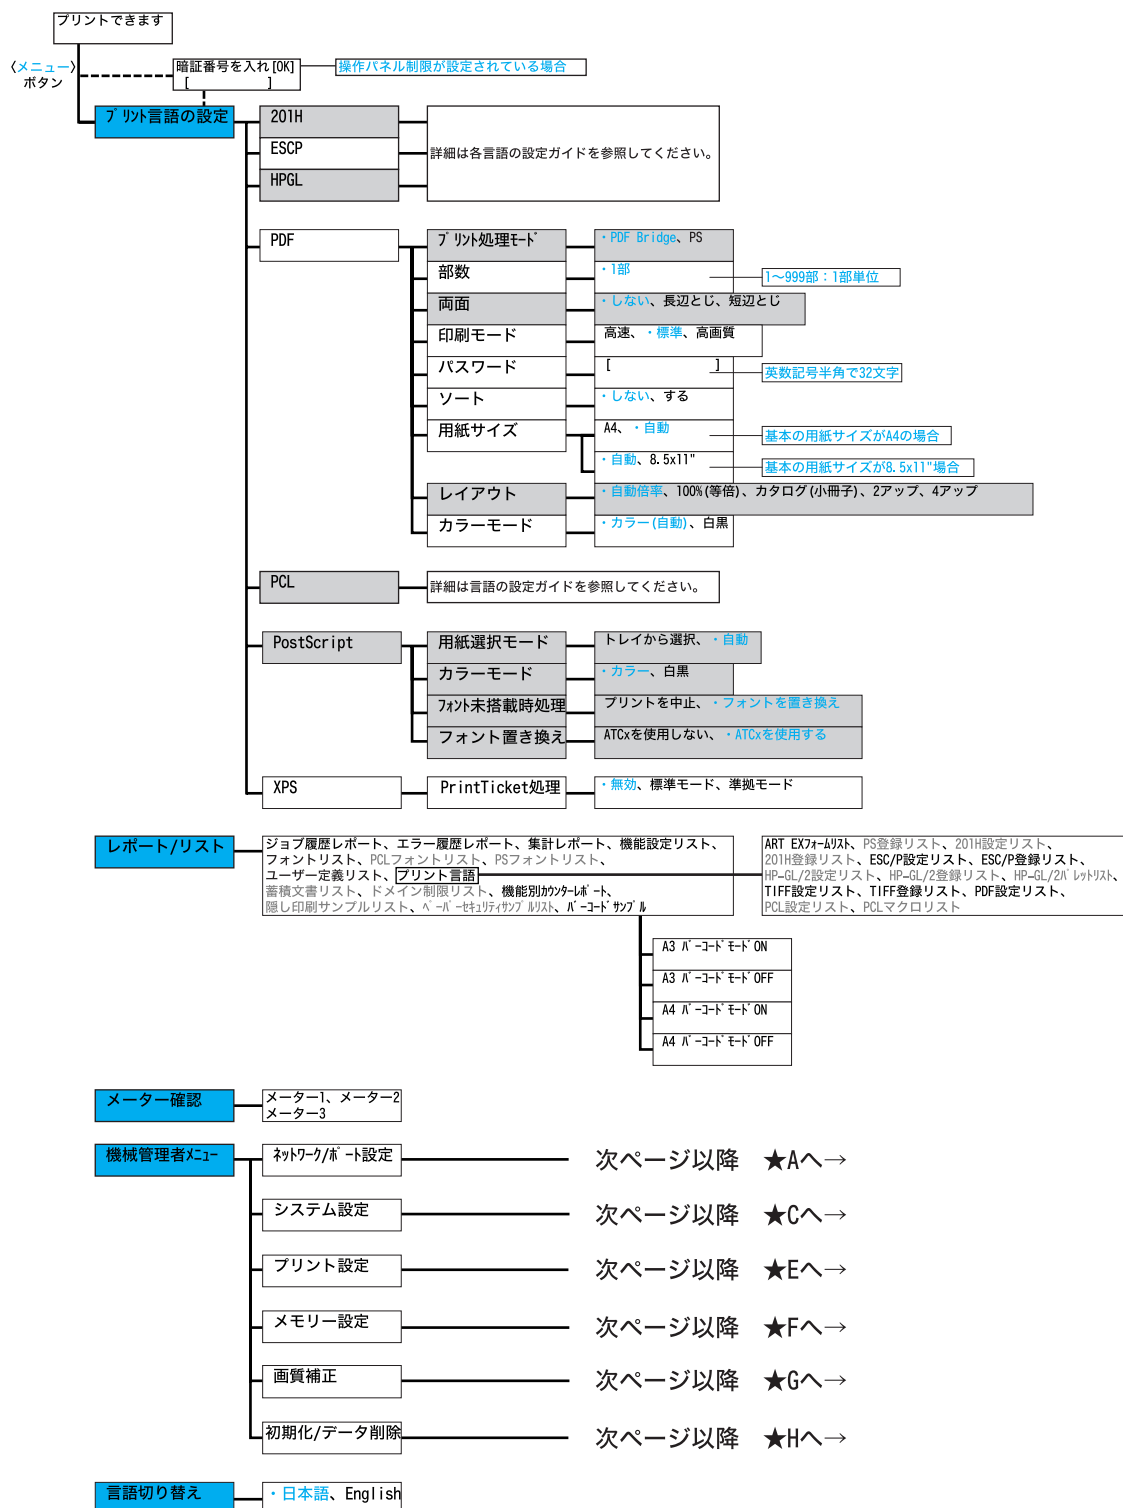 プリントできます
〈メニュー〉
ボタン
暗証番号を入れ[OK]
[ ]
操作パネル制限が設定されている場合
プリント言語の設定
201H
ESCP
HPGL
詳細は各言語の設定ガイドを参照してください。
PDF
プリント処理モード
・PDF Bridge、PS
部数
・1部
1～999部：1部単位
両面
・しない、長辺とじ、短辺とじ
印刷モード
高速、・標準、高画質
パスワード
[ ]
英数記号半角で32文字
ソート
・しない、する
用紙サイズ
A4、・自動
基本の用紙サイズがA4の場合
・自動、8.5x11"
基本の用紙サイズが8.5x11"場合
レイアウト
・自動倍率、100%(等倍)、カタログ(小冊子)、2アップ、4アップ
カラーモード
・カラー(自動)、白黒
PCL
詳細は言語の設定ガイドを参照してください。
PostScript
用紙選択モード
トレイから選択、・自動
カラーモード
・カラー、白黒
フォント未搭載時処理
プリントを中止、・フォントを置き換え
フォント置き換え
ATCxを使用しない、・ATCxを使用する
XPS
PrintTicket処理
・無効、標準モード、準拠モード
レポート/リスト
ジョブ履歴レポート、エラー履歴レポート、集計レポート、機能設定リスト、
フォントリスト、PCLフォントリスト、PSフォントリスト、
ユーザー定義リスト、プリント言語
蓄積文書リスト、ドメイン制限リスト、機能別カウンターレポート、
隠し印刷サンプルリスト、ペーパーセキュリティサンプルリスト、バーコードサンプル
ART EXフォームリスト、PS登録リスト、201H設定リスト、
201H登録リスト、ESC/P設定リスト、ESC/P登録リスト、
HP-GL/2設定リスト、HP-GL/2登録リスト、HP-GL/2パレットリスト、
TIFF設定リスト、TIFF登録リスト、PDF設定リスト、
PCL設定リスト、PCLマクロリスト
A3 バーコードモードON
A3 バーコードモードOFF
A4 バーコードモードON
A4 バーコードモードOFF
メーター確認
メーター1、メーター2
メーター3
機械管理者メニュー
ネットワーク/ポート設定
次ページ以降 ★Aへ→
システム設定
次ページ以降 ★Cへ→
プリント設定
次ページ以降 ★Eへ→
メモリー設定
次ページ以降 ★Fへ→
画質補正
次ページ以降 ★Gへ→
初期化/データ削除
次ページ以降 ★Hへ→
言語切り替え
・日本語、English